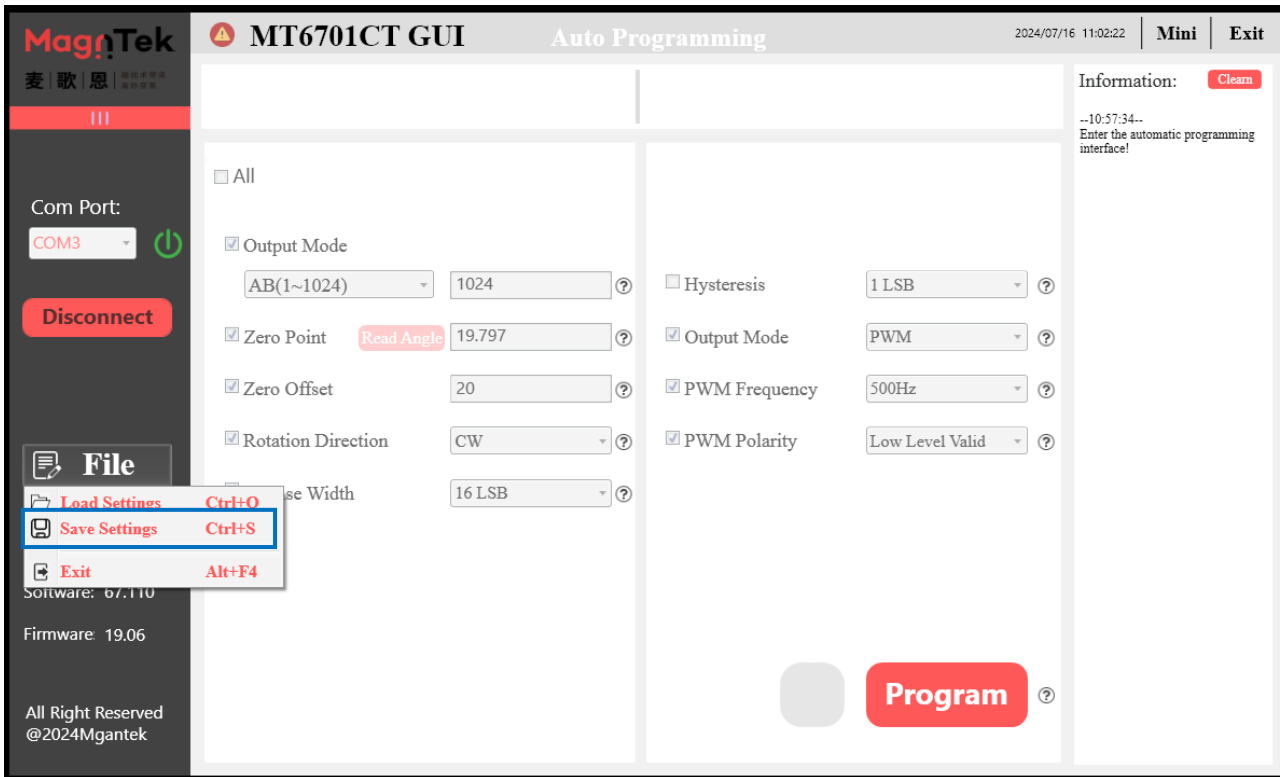 MagnTek
麦 歌 恩
MT6701CT GUI
Auto Programming
2024/07/16 11:02:22
Mini
Exit
Com Port:
COM3
Disconnect
File
Load Settings Ctrl+O
Save Settings Ctrl+S
Exit Alt+F4
Software: 67.110
Firmware: 19.06
All Right Reserved
@2024Mgantek
All
Output Mode
AB(1~1024) 1024
Zero Point Read Angle 19.797
Zero Offset 20
Rotation Direction CW
se Width 16 LSB
Hysteresis 1 LSB
Output Mode PWM
PWM Frequency 500Hz
PWM Polarity Low Level Valid
Program
Information: Clearn
--10:57:34--
Enter the automatic programming
interface!